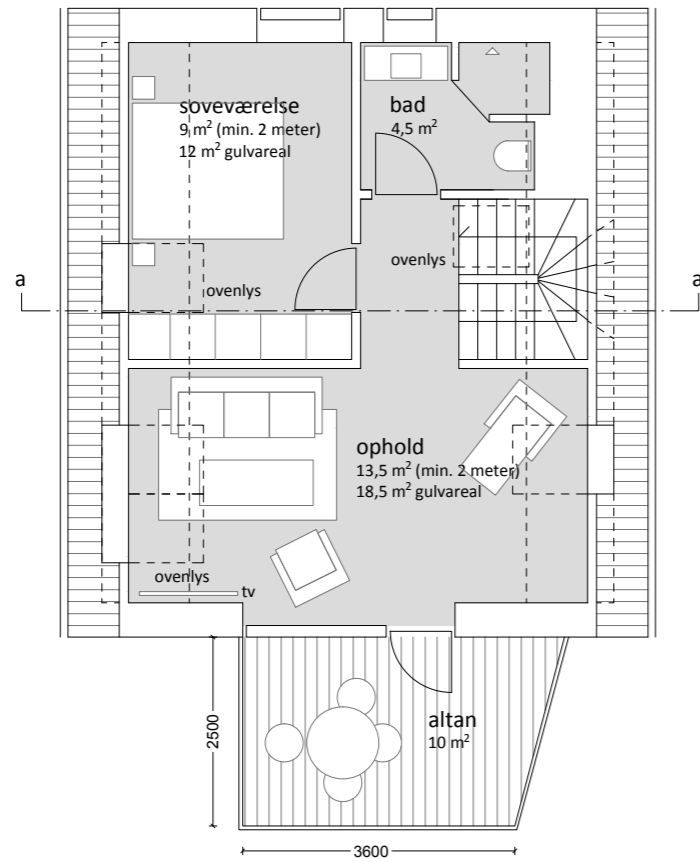 soveværelse
9 m² (min. 2 meter)
12 m² gulvareal
bad
4,5 m²
ovenlys
ovenlys
a
a
ophold
13,5 m² (min. 2 meter)
18,5 m² gulvareal
ovenlys
tv
altan
10 m²
2500
3600